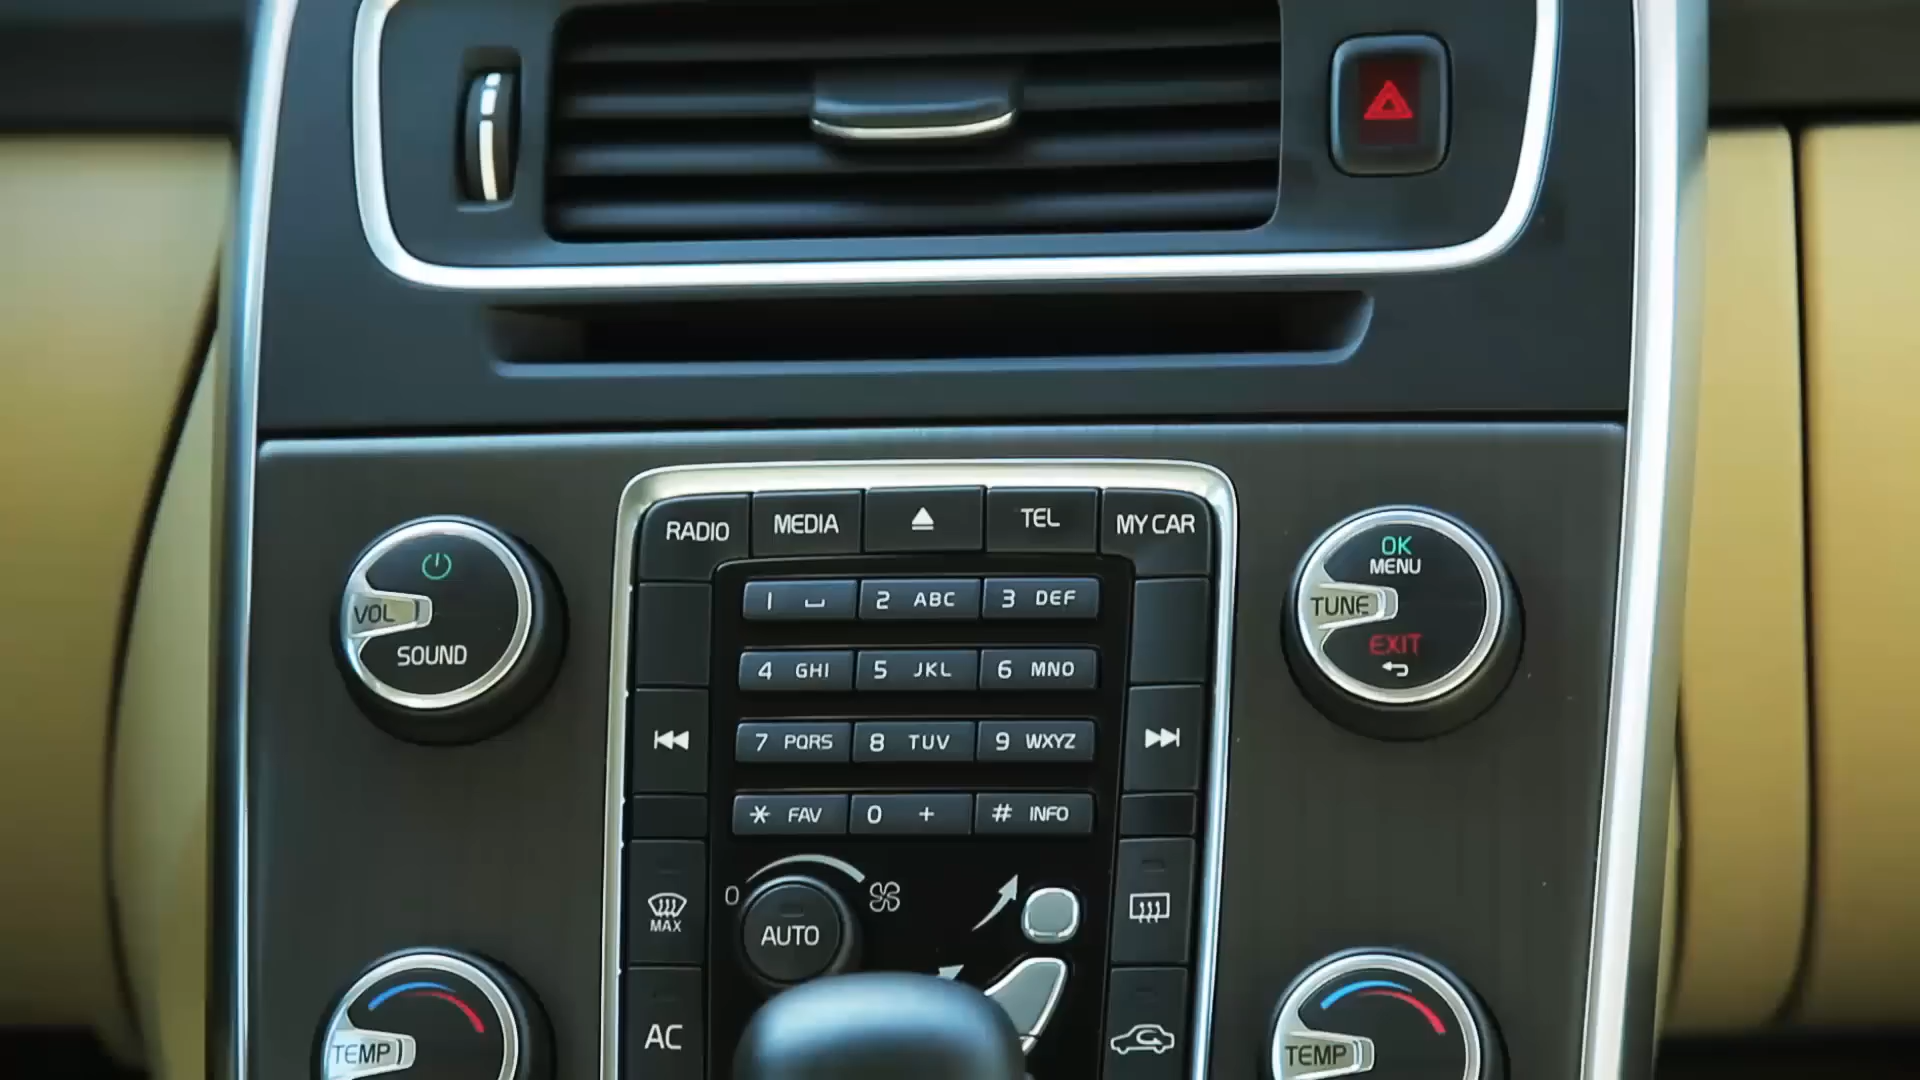 RADIO
MEDIA
TEL
MY CAR
OK
MENU
TUNE
EXIT
VOL
SOUND
1
2 ABC
3 DEF
4 GHI
5 JKL
6 MNO
7 PQRS
8 TUV
9 WXYZ
* FAV
0 +
# INFO
MAX
0
AUTO
AC
TEMP
TEMP